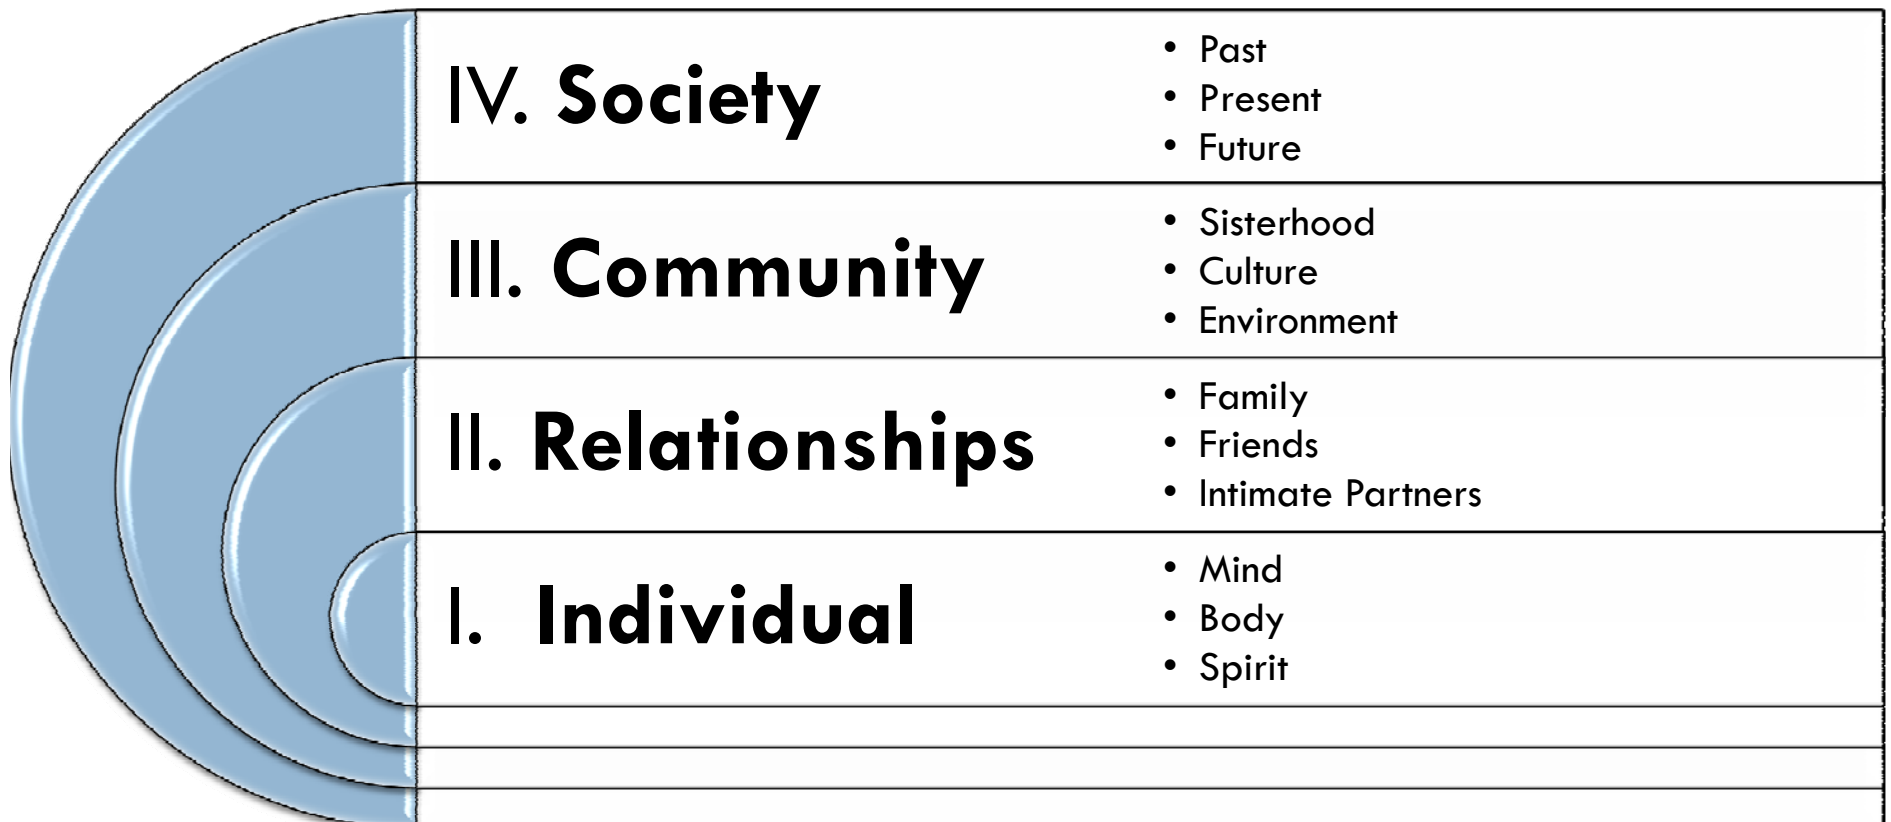 IV. Society
• Past
• Present
• Future
III. Community
• Sisterhood
• Culture
• Environment
II. Relationships
• Family
• Friends
• Intimate Partners
I. Individual
• Mind
• Body
• Spirit